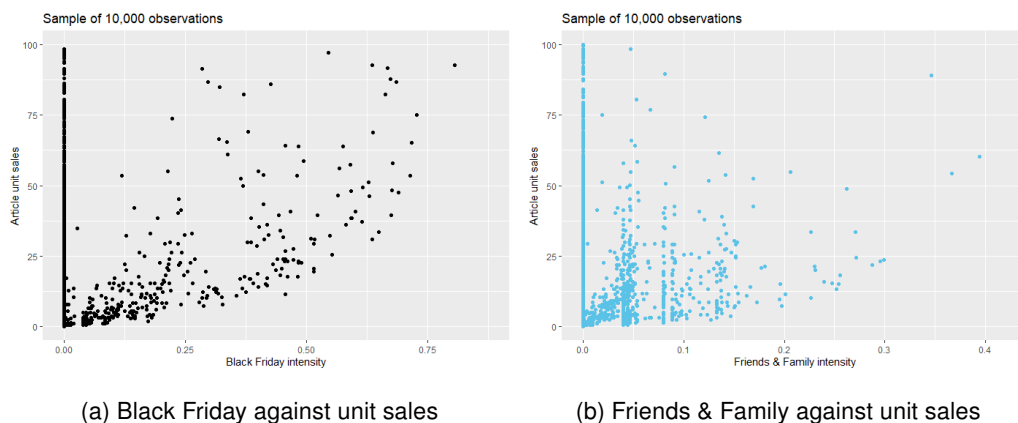 Sample of 10,000 observations
100
75
50
25
0
Article unit sales
0.00
0.25
0.50
0.75
Black Friday intensity
(a) Black Friday against unit sales
Sample of 10,000 observations
100
75
50
25
0
Article unit sales
0.0
0.1
0.2
0.3
0.4
Friends & Family intensity
(b) Friends & Family against unit sales